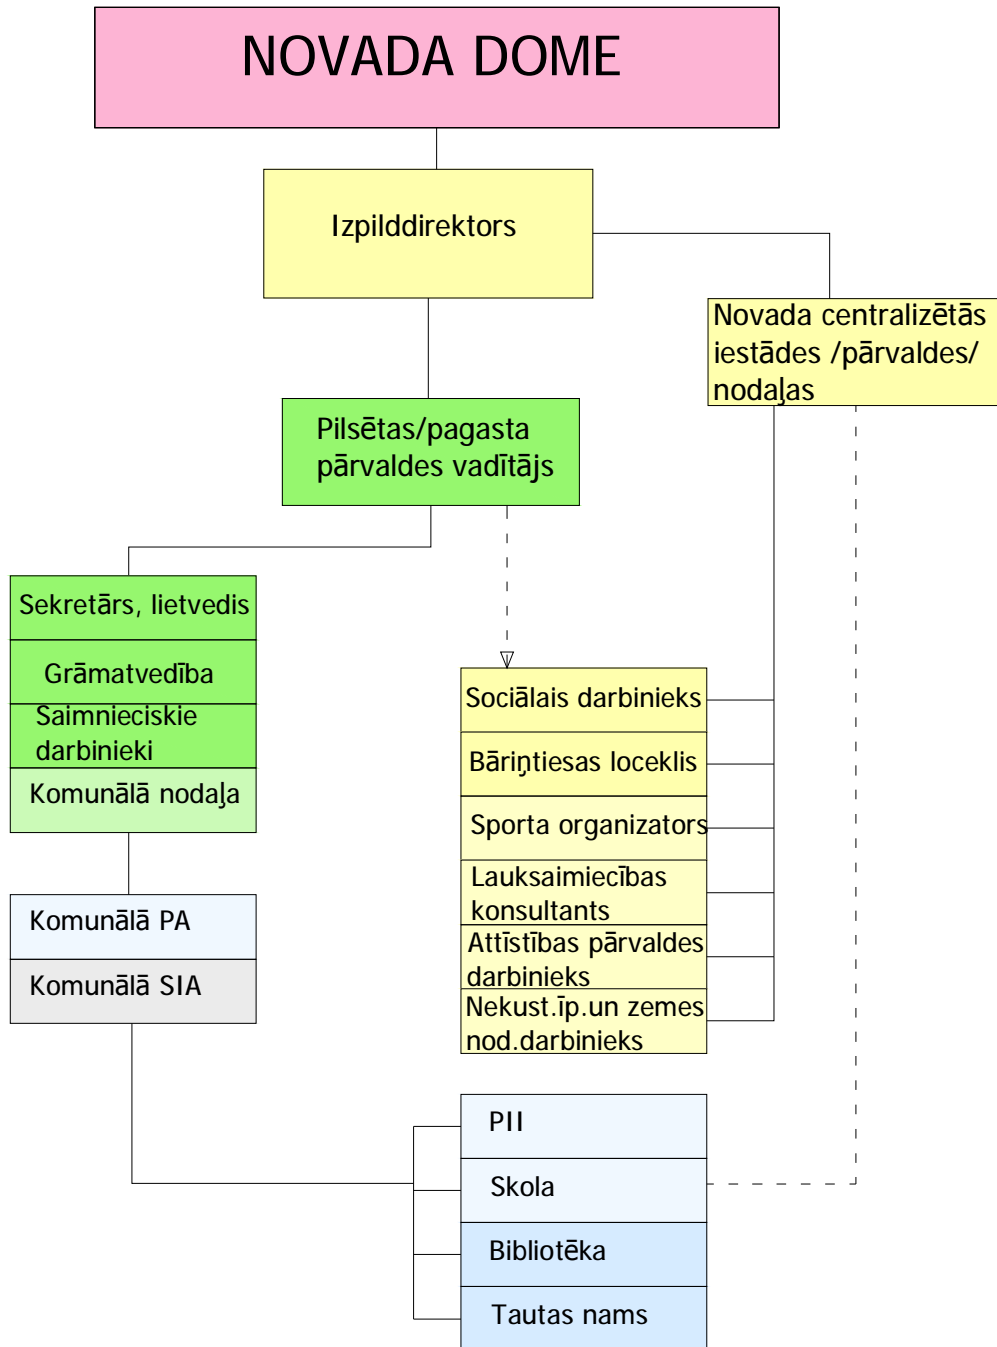 NOVADA DOME
Izpilddirektors
Novada centralizētās
iestādes /pārvaldes/
nodaļas
Pilsētas/pagasta
pārvaldes vadītājs
Sekretārs, lietvedis
Grāmatvedība
Saimnieciskie
darbinieki
Komunālā nodaļa
Komunālā PA
Komunālā SIA
Sociālais darbinieks
Bāriņtiesas loceklis
Sporta organizators
Lauksaimiecības
konsultants
Attīstības pārvaldes
darbinieks
Nekust.īp.un zemes
nod.darbinieks
PII
Skola
Bibliotēka
Tautas nams